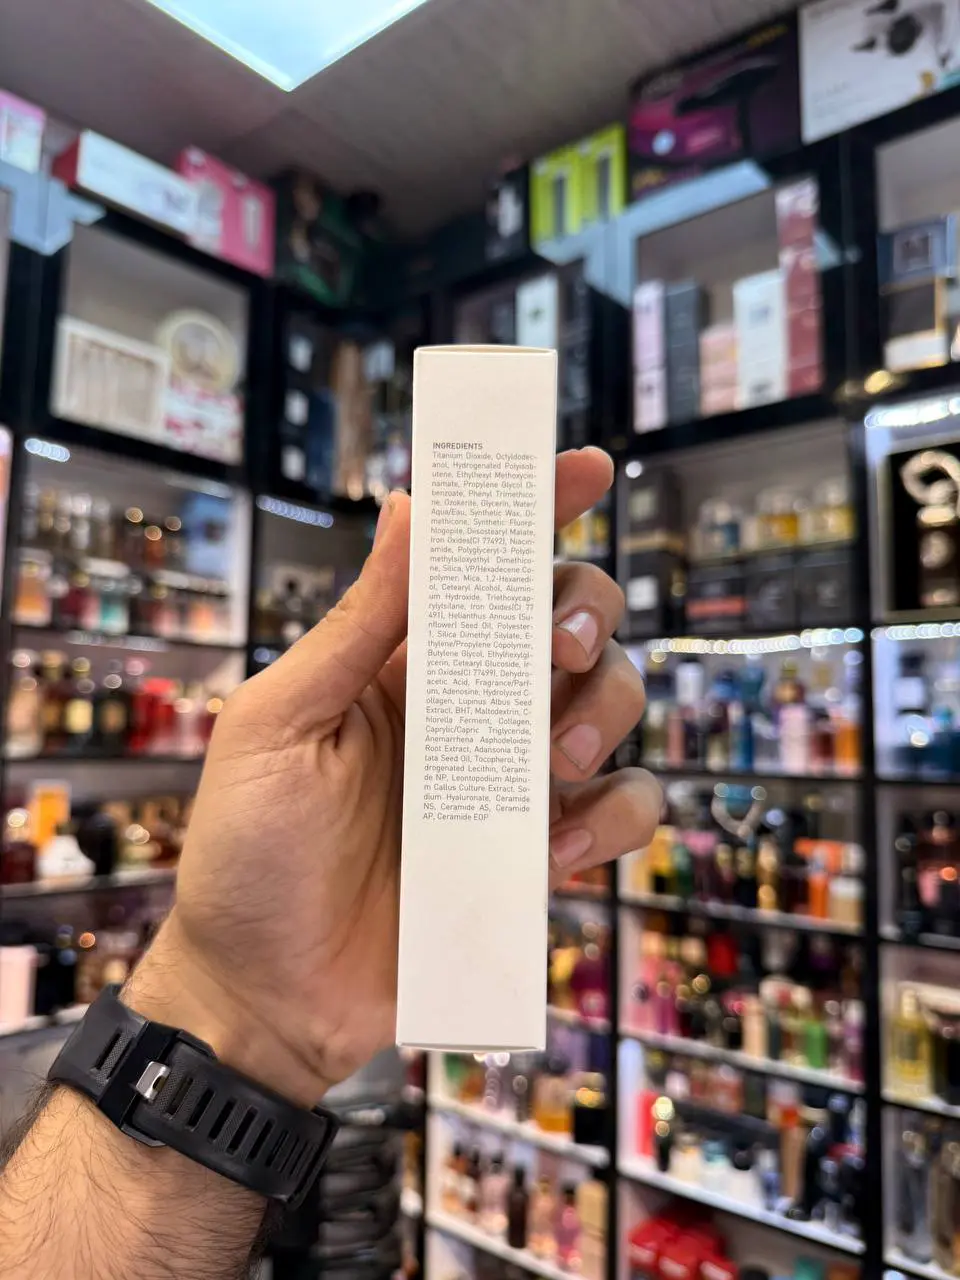 INGREDIENTS
Titanium Dioxide, Octyldodec-
anol, Hydrogenated Polyisob-
utene, Ethylhexyl Methoxycin-
namate, Propylene Glycol Di-
benzoate, Phenyl Trimethico-
ne, Ozokerite, Glycerin, Water/
Aqua/Eau, Synthetic Wax, Di-
methicone, Synthetic Fluorp-
hlogopite, Diisostearyl Malate,
Iron Oxides(CI 77492), Niacin-
amide, Polyglyceryl-3 Polydi-
methylsiloxyethyl Dimethico-
ne, Silica, VP/Hexadecene Co-
polymer, Mica, 1,2-Hexanedi-
ol, Cetearyl Alcohol, Alumin-
um Hydroxide, Triethoxycap-
rylylsilane, Iron Oxides(CI 77
491), Helianthus Annuus (Su-
nflower) Seed Oil, Polyester-
1, Silica Dimethyl Silylate, E-
thylene/Propylene Copolymer,
Butylene Glycol, Ethylhexylgl-
ycerin, Cetearyl Glucoside, Ir-
on Oxides(CI 77499), Dehydro-
acetic Acid, Fragrance/Parf-
um, Adenosine, Hydrolyzed C-
ollagen, Lupinus Albus Seed
Extract, BHT, Maltodextrin, C-
hlorella Ferment, Collagen,
Caprylic/Capric Triglyceride,
Anemarrhena Asphodeloides
Root Extract, Adansonia Digi-
tata Seed Oil, Tocopherol, Hy-
drogenated Lecithin, Cerami-
de NP, Leontopodium Alpinu-
m Callus Culture Extract, So-
dium Hyaluronate, Ceramide
NS, Ceramide AS, Ceramide
AP, Ceramide EOP